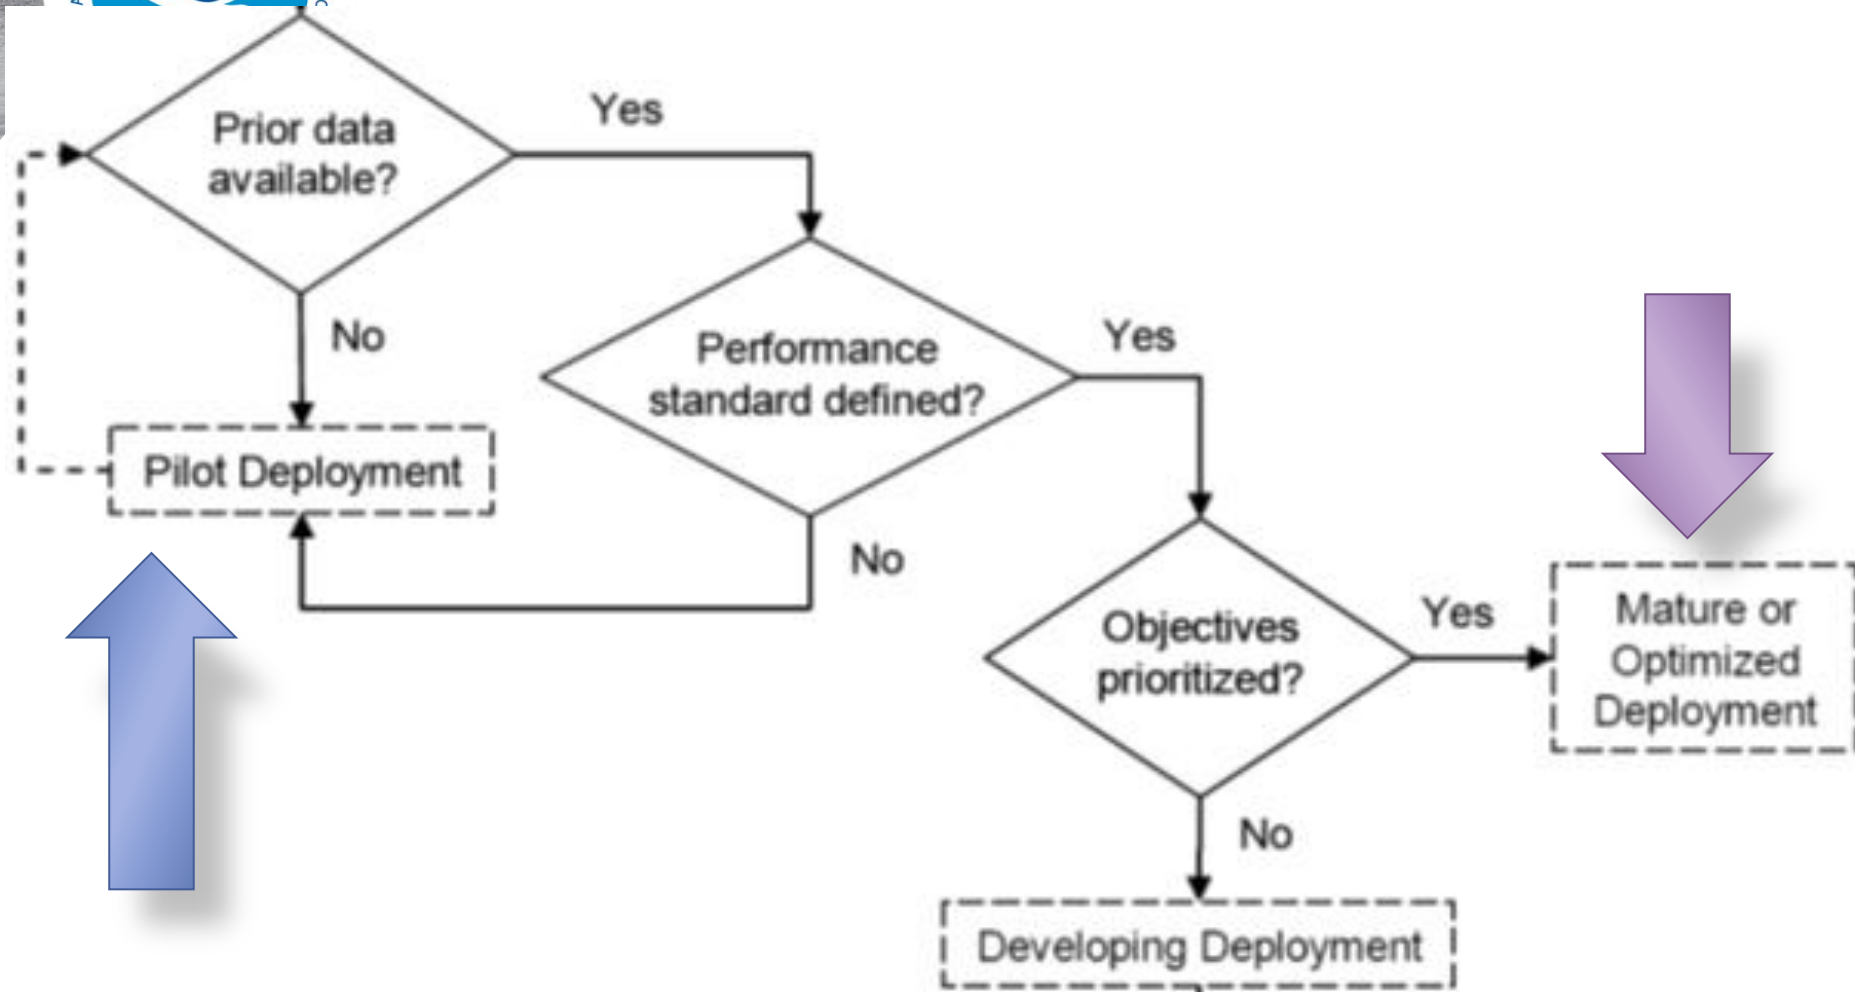 Prior data
available?
Yes
No
Pilot Deployment
Performance
standard defined?
Yes
No
Objectives
prioritized?
Yes
Mature or
Optimized
Deployment
No
Developing Deployment